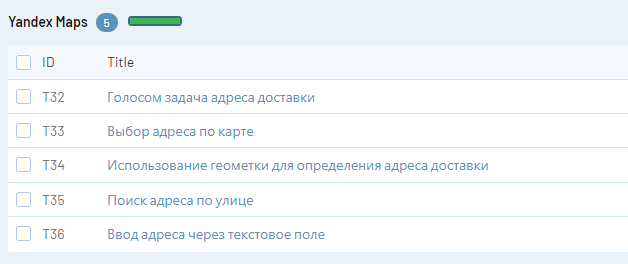 Yandex Maps 5
ID Title
T32 Голосом задача адреса доставки
T33 Выбор адреса по карте
T34 Использование геометки для определения адреса доставки
T35 Поиск адреса по улице
T36 Ввод адреса через текстовое поле